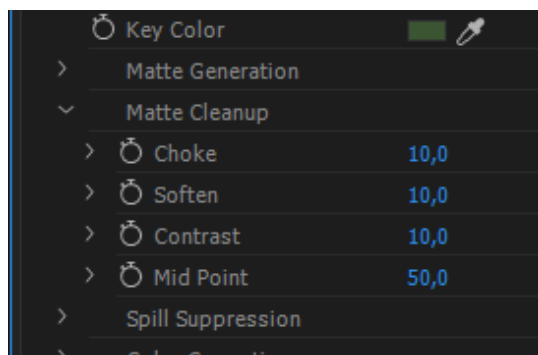 Key Color
Matte Generation
Matte Cleanup
Choke 10,0
Soften 10,0
Contrast 10,0
Mid Point 50,0
Spill Suppression